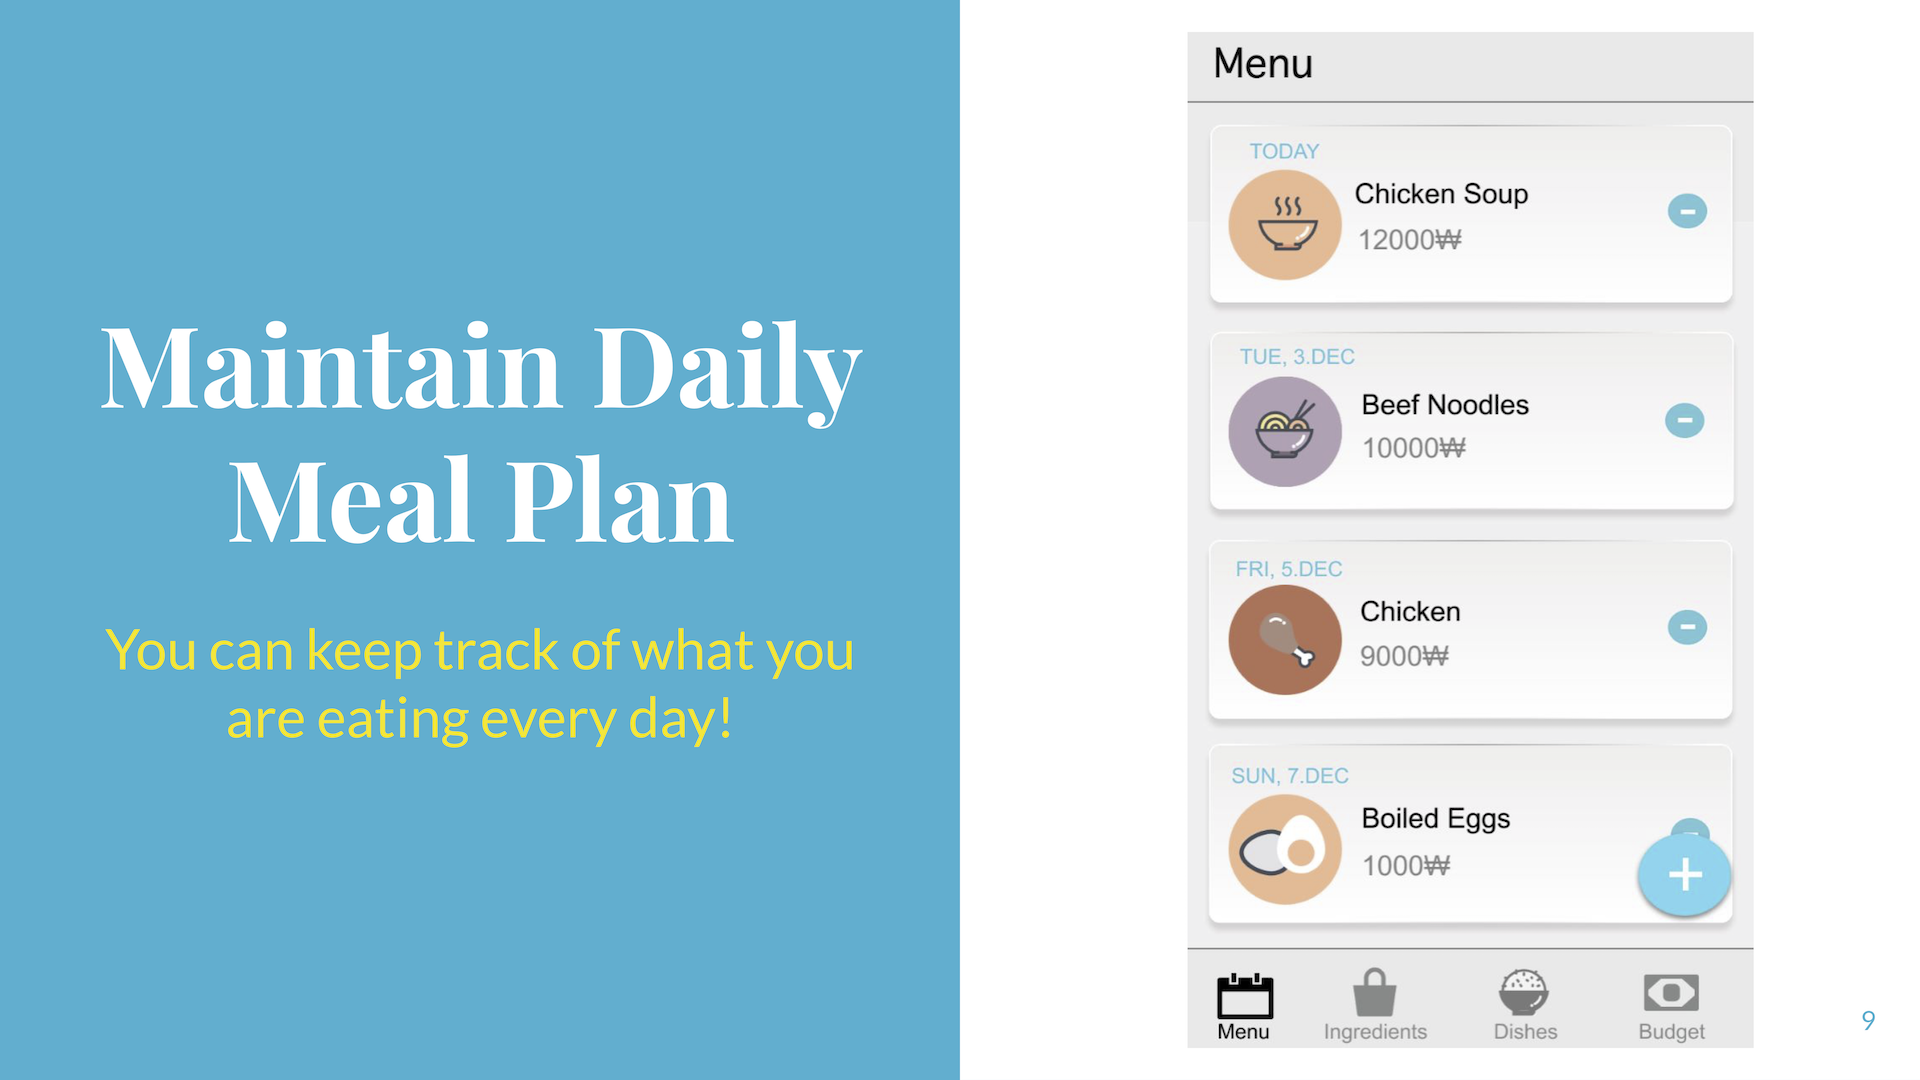 Maintain Daily
Meal Plan
You can keep track of what you
are eating every day!
Menu
TODAY
Chicken Soup
12000₩
TUE, 3.DEC
Beef Noodles
10000₩
FRI, 5.DEC
Chicken
9000₩
SUN, 7.DEC
Boiled Eggs
1000₩
Menu
Ingredients
Dishes
Budget
9